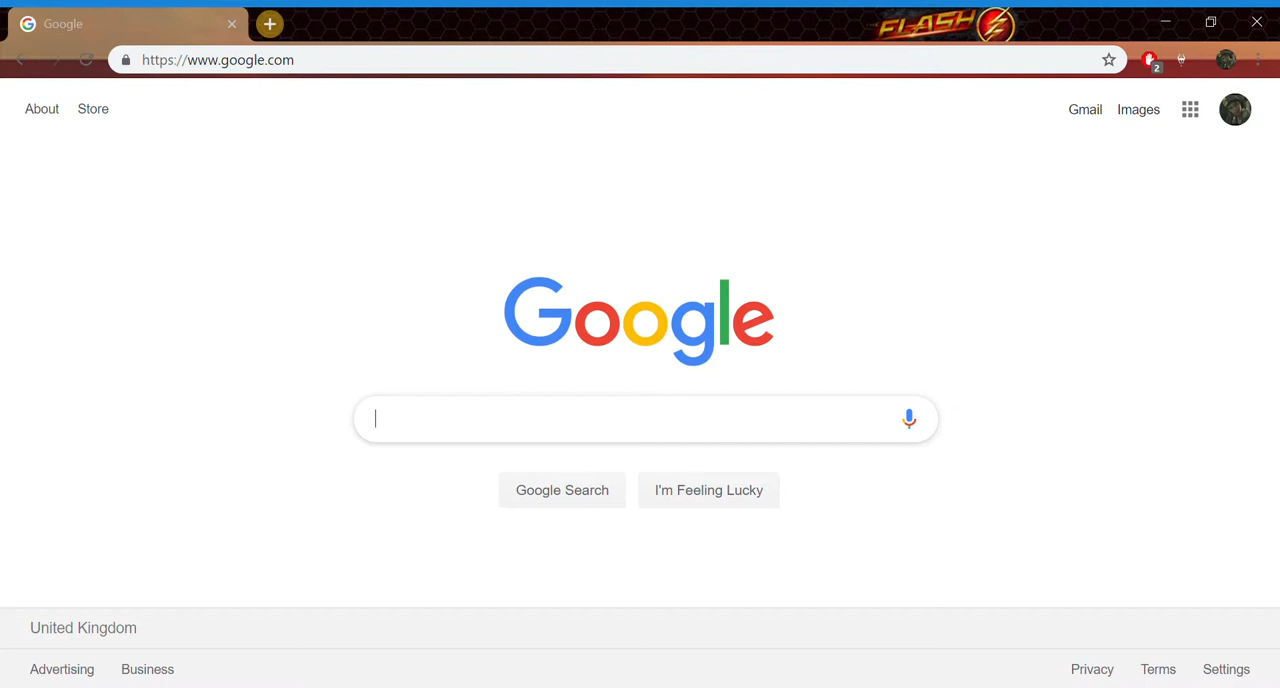 Google
FLASH
https://www.google.com
2
About Store
Gmail Images
Google
Google Search I'm Feeling Lucky
United Kingdom
Advertising Business
Privacy Terms Settings